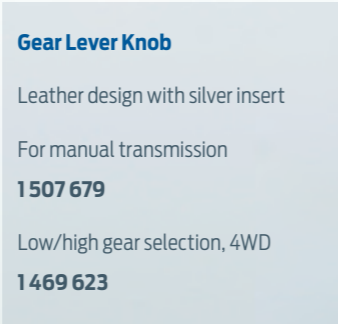 Gear Lever Knob
Leather design with silver insert
For manual transmission
1 507 679
Low/high gear selection, 4WD
1 469 623